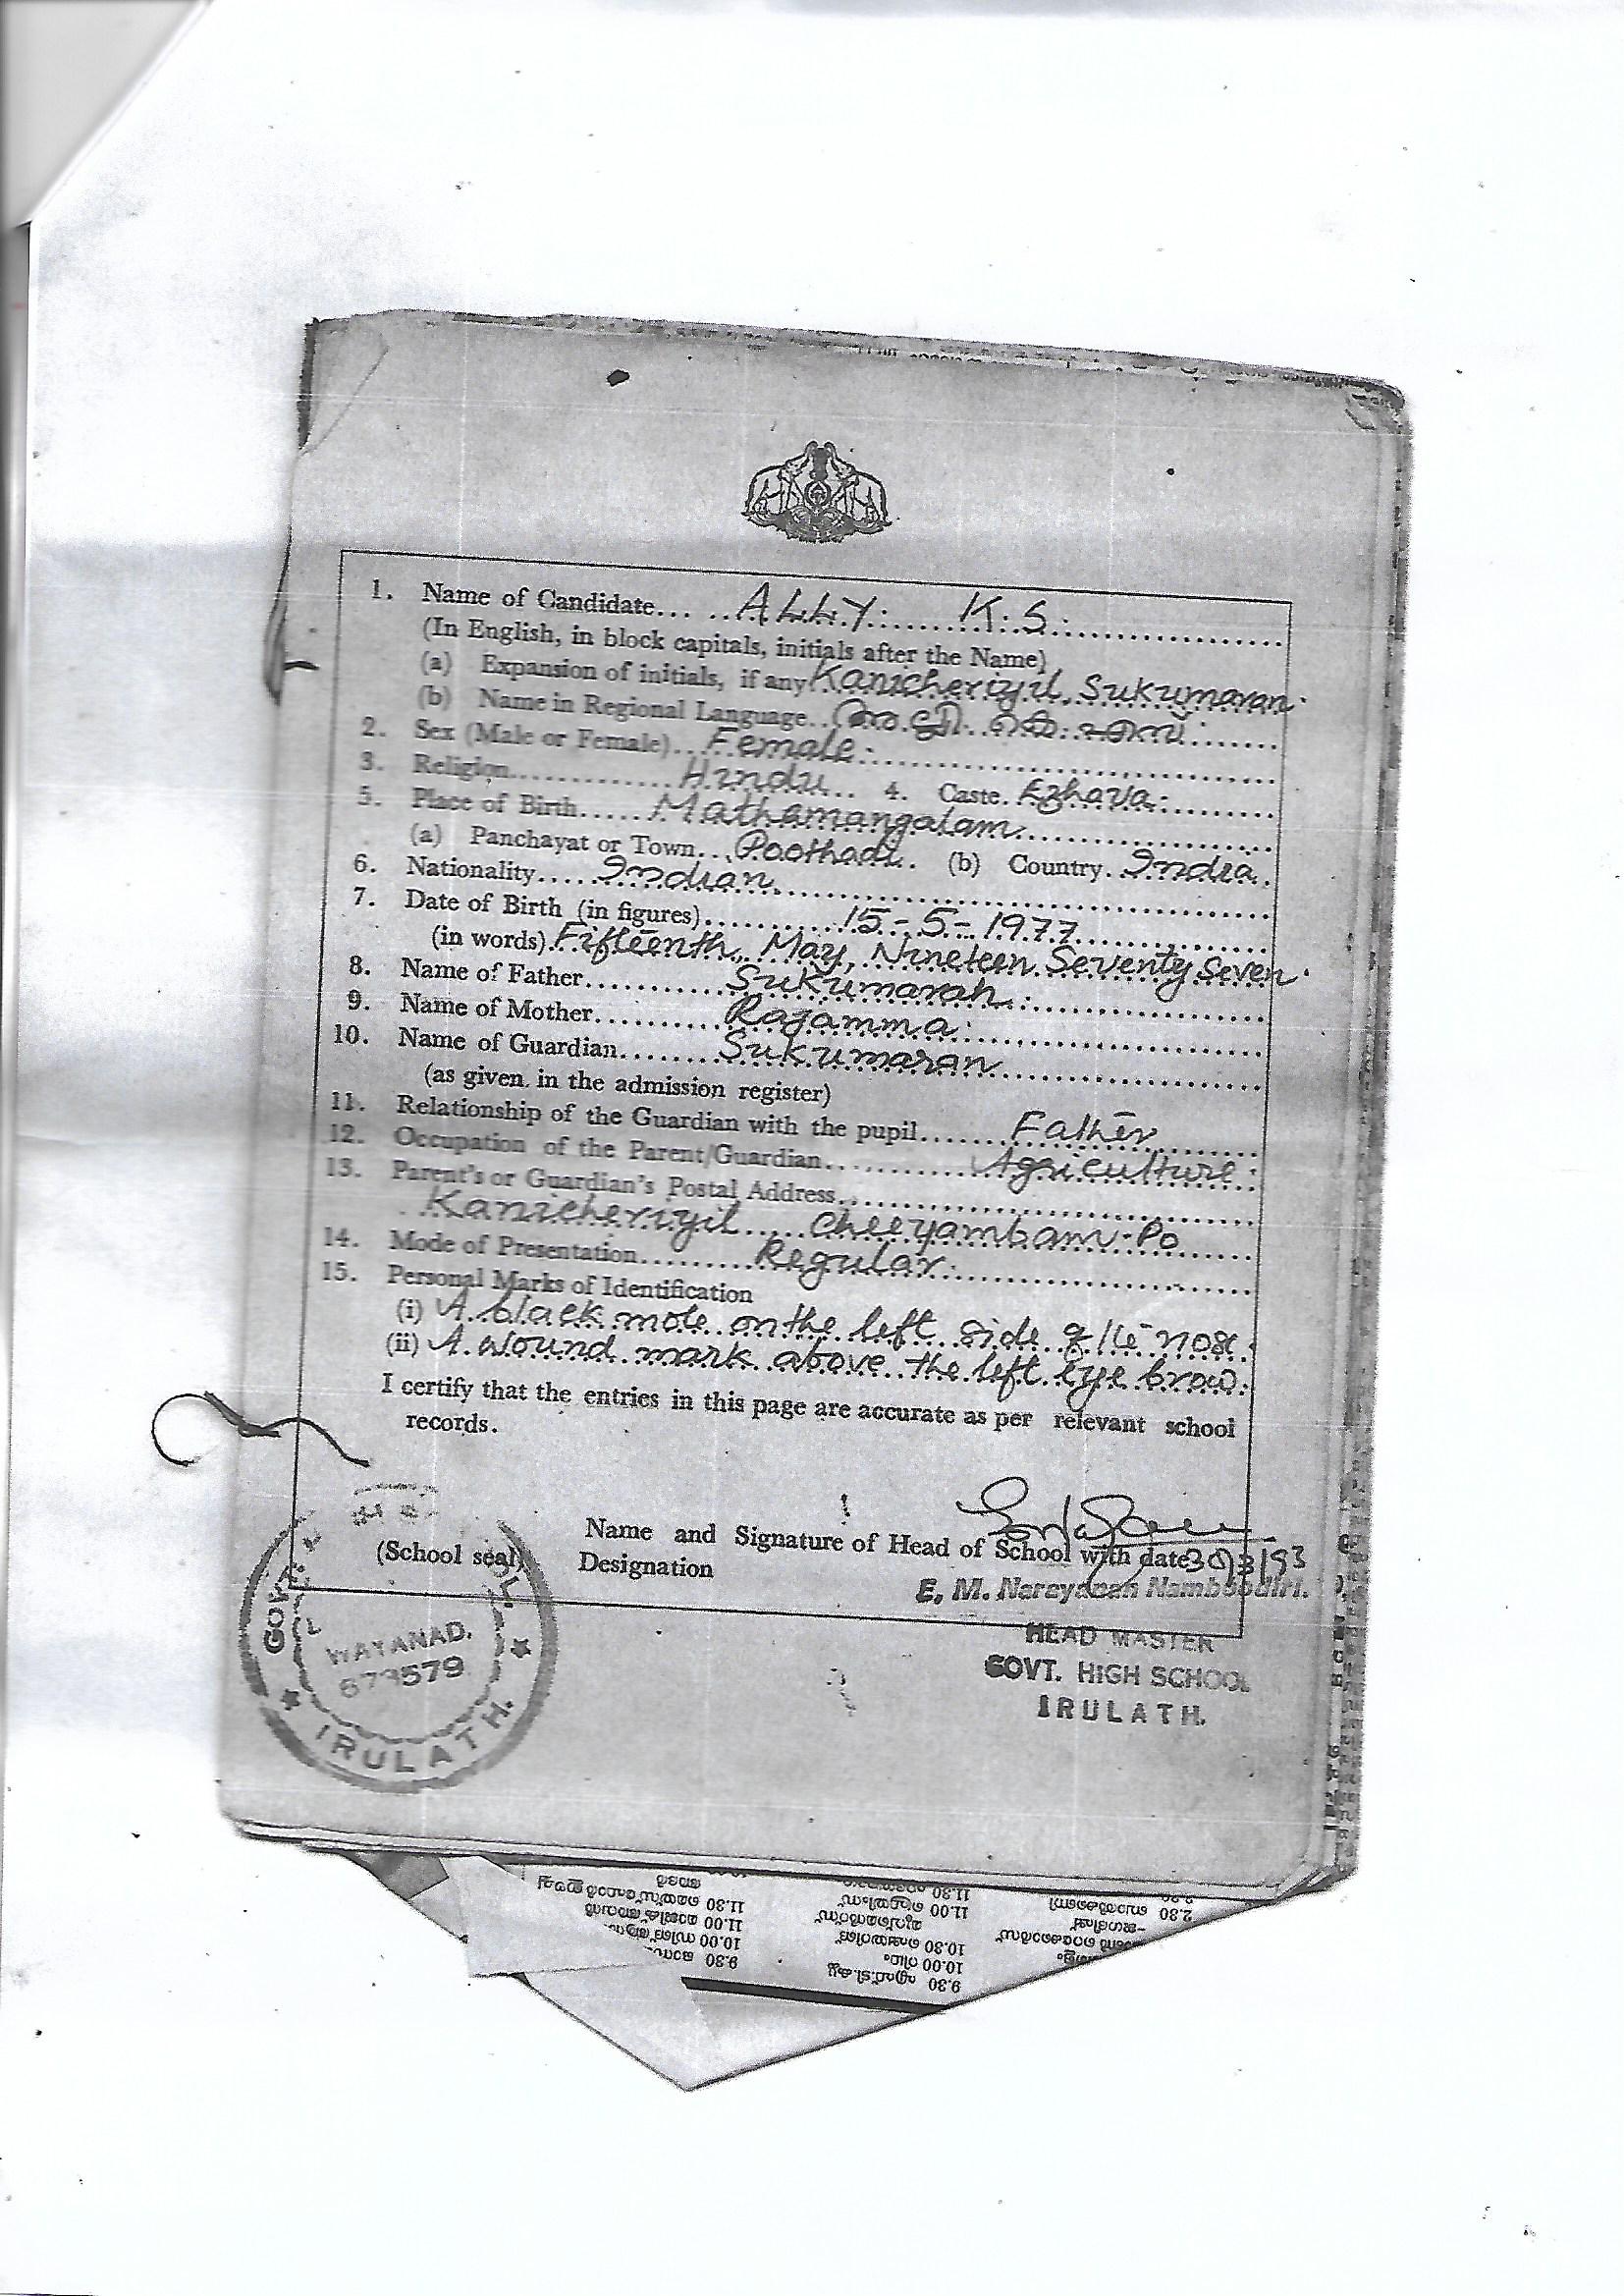 1. Name of Candidate... ..ALLY. K.S.
(In English, in block capitals, initials after the Name)
(a) Expansion of initials, if any Kanicheriyil, Sukumaran.
(b) Name in Regional Language..
2. Sex (Male or Female)...Female.
3. Religion.............Hindu... 4. Caste. Ezhava.
5. Place of Birth......Mathamangalam.
(a) Panchayat or Town...Poothadi.. (b) Country. India.
6. Nationality.....Indian.
7. Date of Birth (in figures)..........15-5-1977
(in words).Fifteenth, May, Nineteen Seventy Seven.
8. Name of Father...........Sukumaran.
9. Name of Mother..........Rajamma.
10. Name of Guardian........Sukumaran
(as given in the admission register)
11. Relationship of the Guardian with the pupil.......Father
12. Occupation of the Parent/Guardian............Agriculture.
13. Parent's or Guardian's Postal Address
Kanicheriyil Cheeyambam-Po
14. Mode of Presentation.........Regular.
15. Personal Marks of Identification
(i) A black mole on the left side of the nose.
(ii) A wound mark above the left eye brow.
I certify that the entries in this page are accurate as per relevant school
records.
Name and Signature of Head of School with date 30/3/93
(School seal)
Designation
E. M. Narayanan Namboodiri.
HEAD MASTER
GOVT. HIGH SCHOOL
IRULATH.
GOVT.
WAYANAD.
673579
IRULATH.
11.30
11.00
10.00
9.30
11.30
11.00
10.30
10.00
9.30
2.30